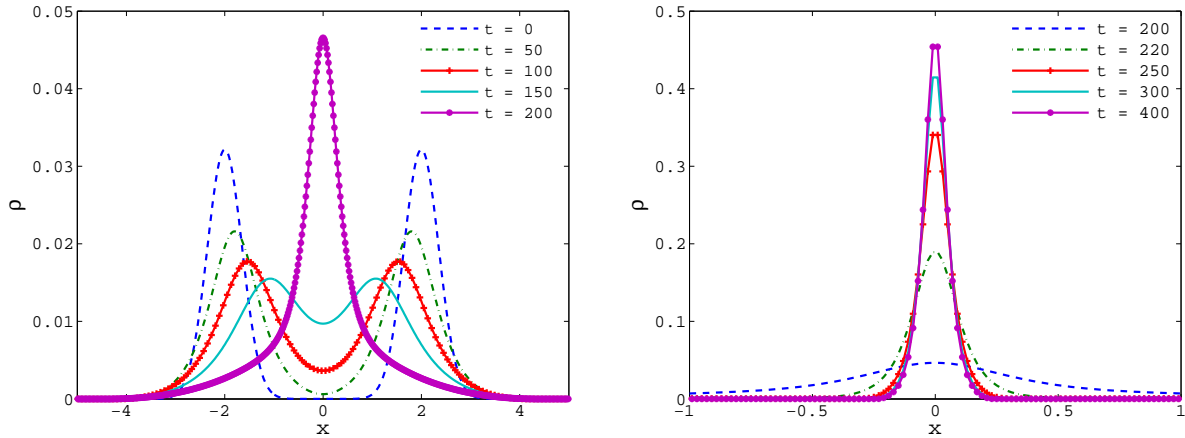 0.05
0.04
0.03
0.02
0.01
0
ρ
−4
−2
0
2
4
x
t = 0
t = 50
t = 100
t = 150
t = 200
0.5
0.4
0.3
0.2
0.1
0
ρ
−1
−0.5
0
0.5
1
x
t = 200
t = 220
t = 250
t = 300
t = 400